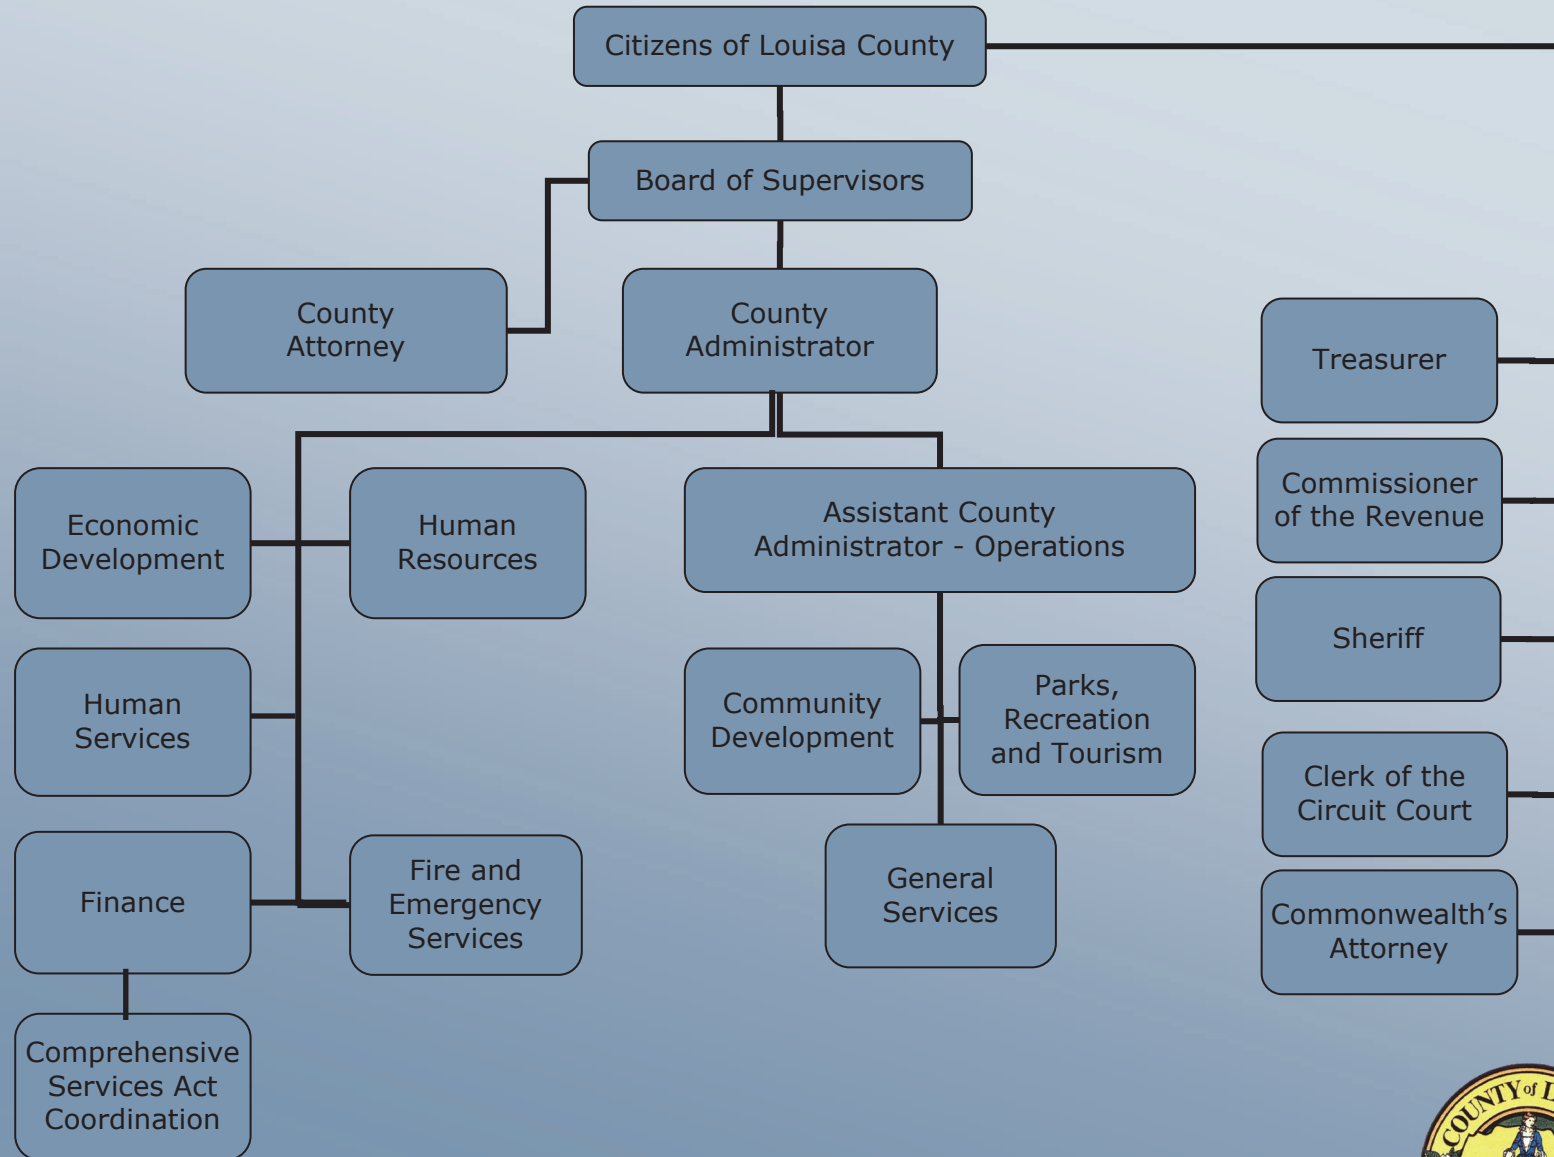 Citizens of Louisa County
Board of Supervisors
County
Attorney
County
Administrator
Treasurer
Commissioner
of the Revenue
Sheriff
Clerk of the
Circuit Court
Commonwealth’s
Attorney
Economic
Development
Human
Resources
Assistant County
Administrator - Operations
Human
Services
Community
Development
Parks,
Recreation
and Tourism
Finance
Fire and
Emergency
Services
General
Services
Comprehensive
Services Act
Coordination
COUNTY of L